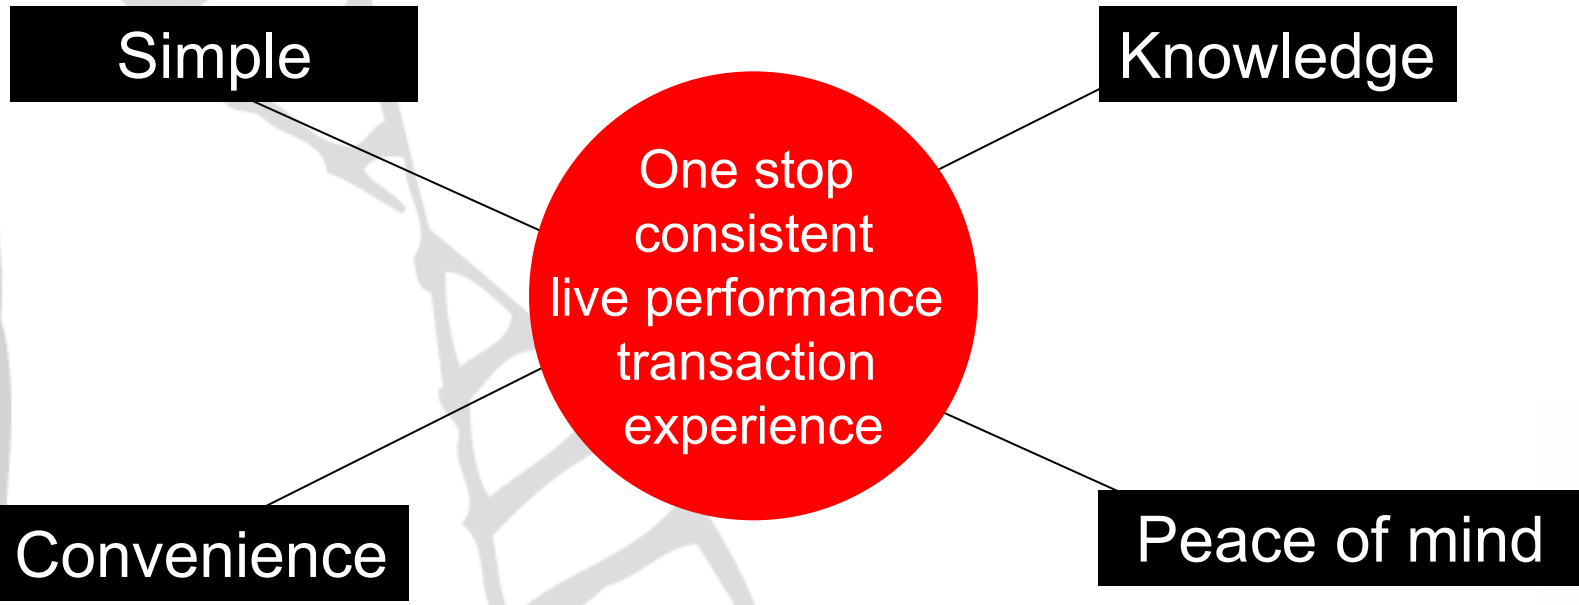 Simple
Knowledge
One stop
consistent
live performance
transaction
experience
Convenience
Peace of mind